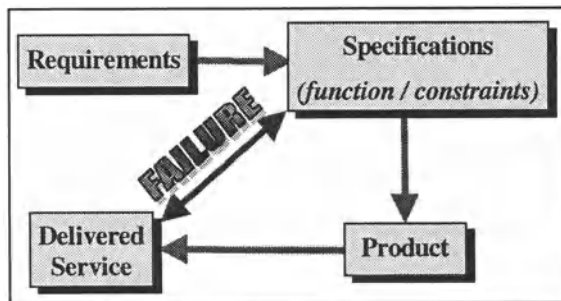 Requirements
Specifications
(function / constraints)
FAILURE
Delivered
Service
Product